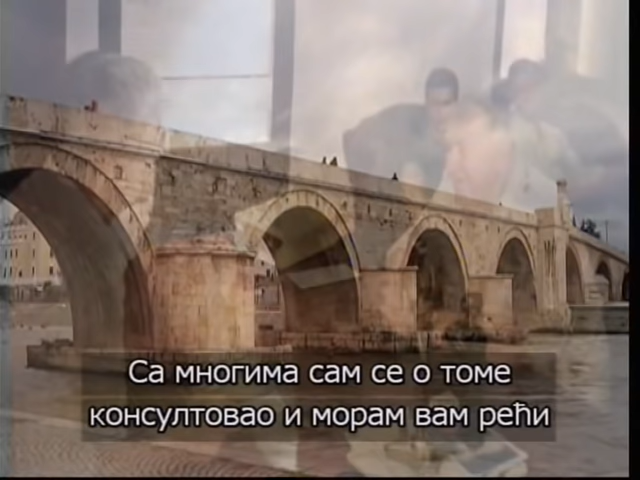 Са многима сам се о томе
консултовао и морам вам рећи